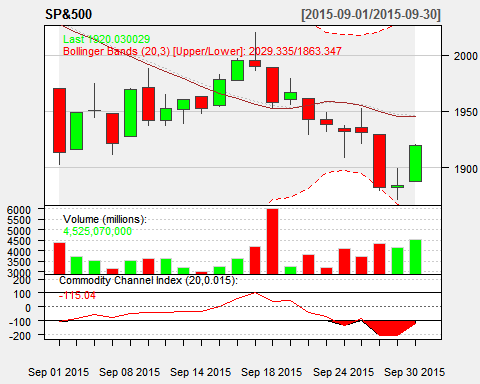 SP&500 [2015-09-01/2015-09-30]
Last 1920.030029
Bollinger Bands (20,3) [Upper/Lower]: 2029.335/1863.347
2000
1950
1900
Volume (millions):
4,525,070,000
6000
5500
5000
4500
4000
3500
3000
Commodity Channel Index (20,0.015):
-115.04
200
100
0
-100
-200
Sep 01 2015 Sep 08 2015 Sep 15 2015 Sep 18 2015 Sep 24 2015 Sep 30 2015